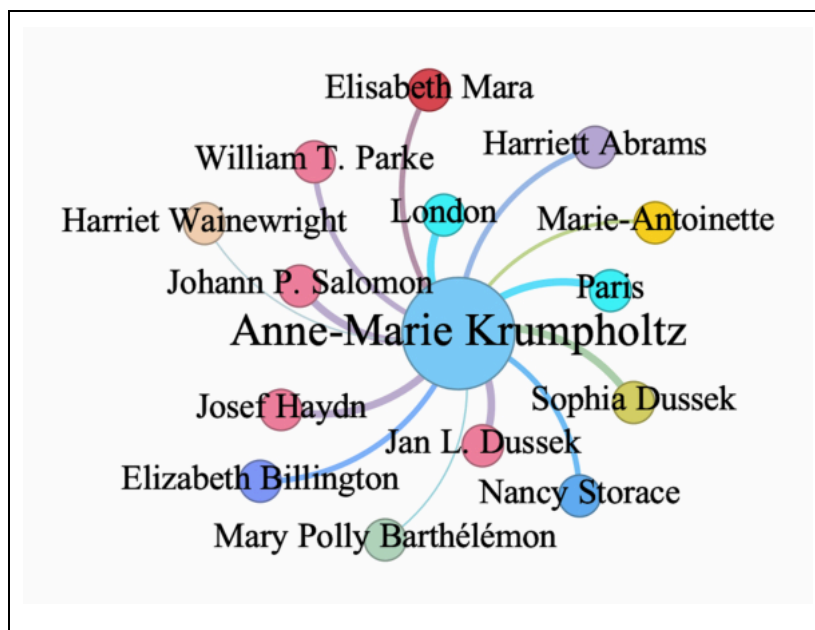 Elisabeth Mara
Harriett Abrams
William T. Parke
London
Marie-Antoinette
Harriet Wainewright
Johann P. Salomon
Paris
Anne-Marie Krumpholtz
Sophia Dussek
Josef Haydn
Jan L. Dussek
Elizabeth Billington
Nancy Storace
Mary Polly Barthélémon